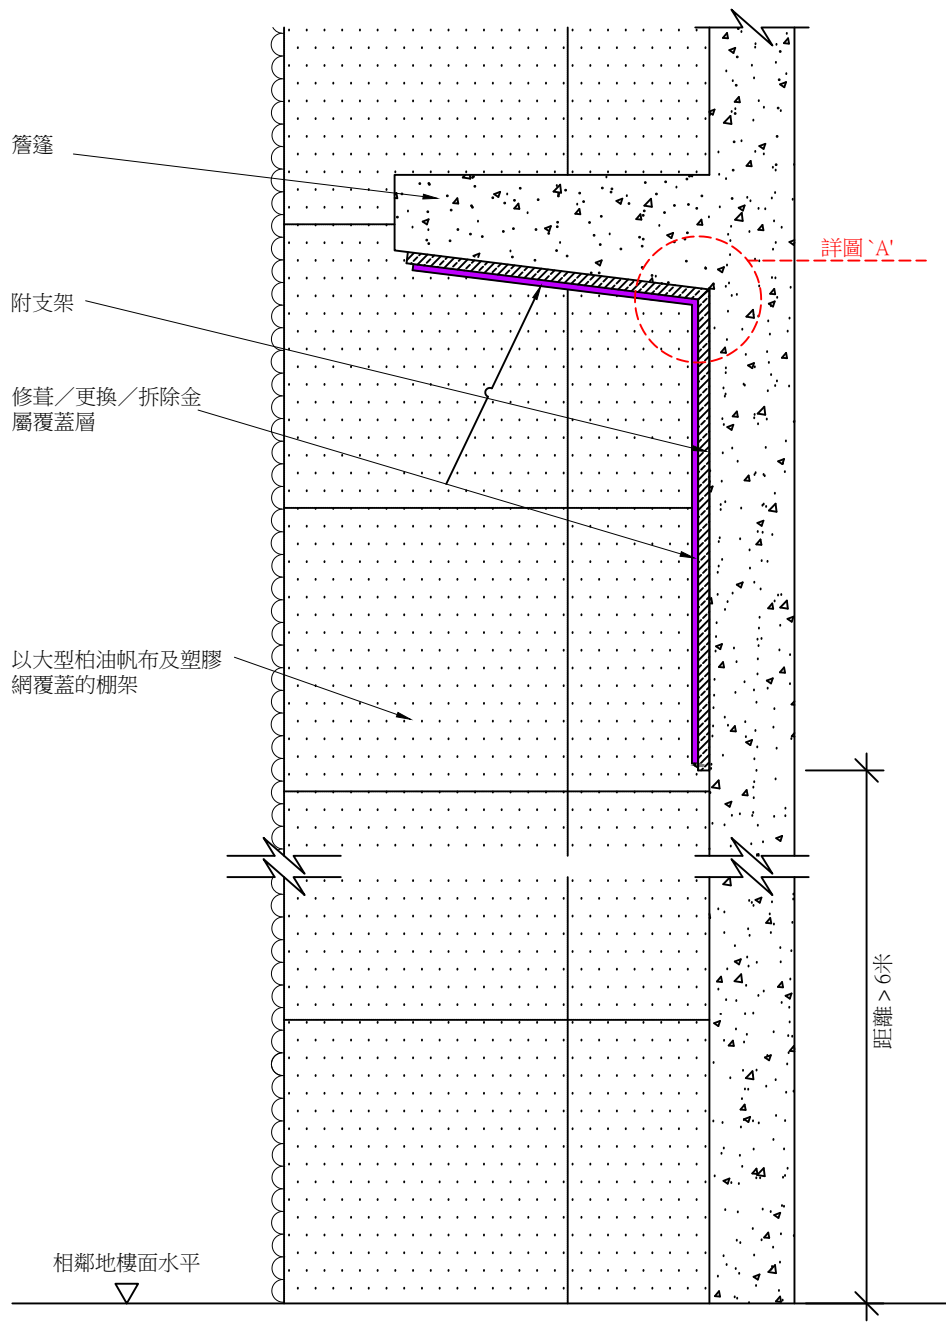 簷篷
詳圖 `A'
附支架
修葺／更換／拆除金
屬覆蓋層
以大型柏油帆布及塑膠
網覆蓋的棚架
距離 > 6米
相鄰地樓面水平